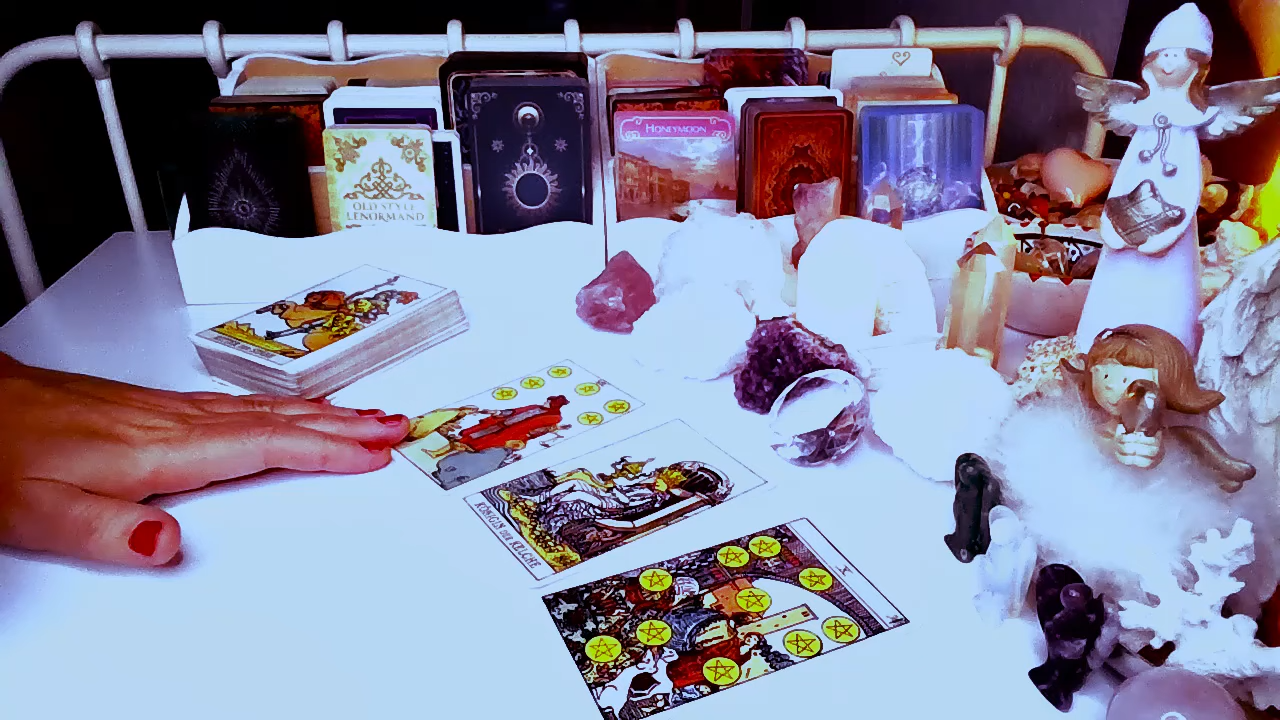 HONEYMOON
OLD STYLE
LENORMAND
KÖNIGIN DER KELCHE
X